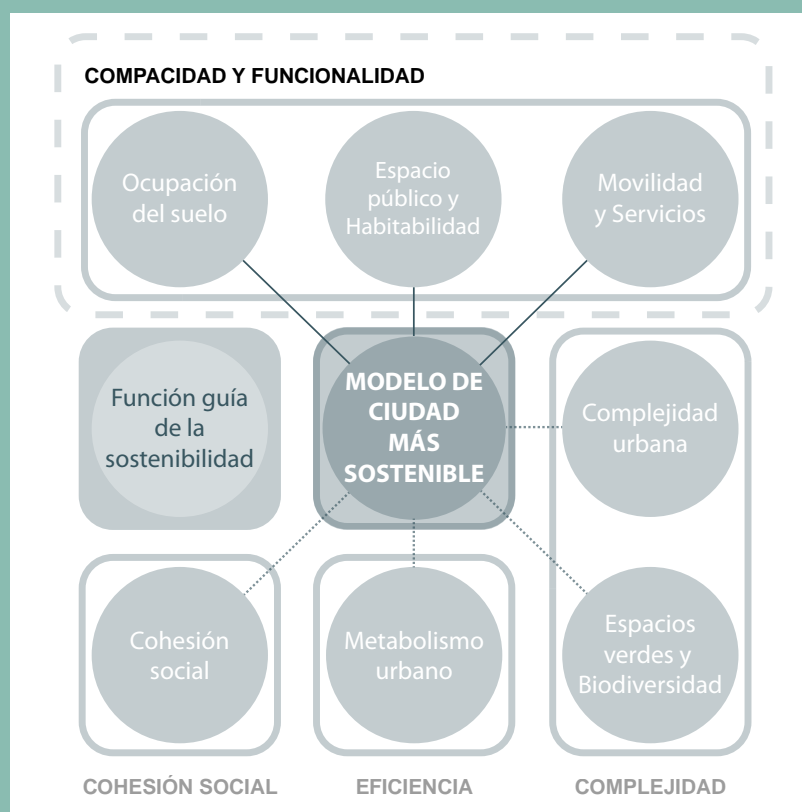 COMPACIDAD Y FUNCIONALIDAD
Ocupación
del suelo
Espacio
público y
Habitabilidad
Movilidad
y Servicios
Función guía
de la
sostenibilidad
MODELO DE
CIUDAD
MÁS
SOSTENIBLE
Complejidad
urbana
Cohesión
social
Metabolismo
urbano
Espacios
verdes y
Biodiversidad
COHESIÓN SOCIAL
EFICIENCIA
COMPLEJIDAD